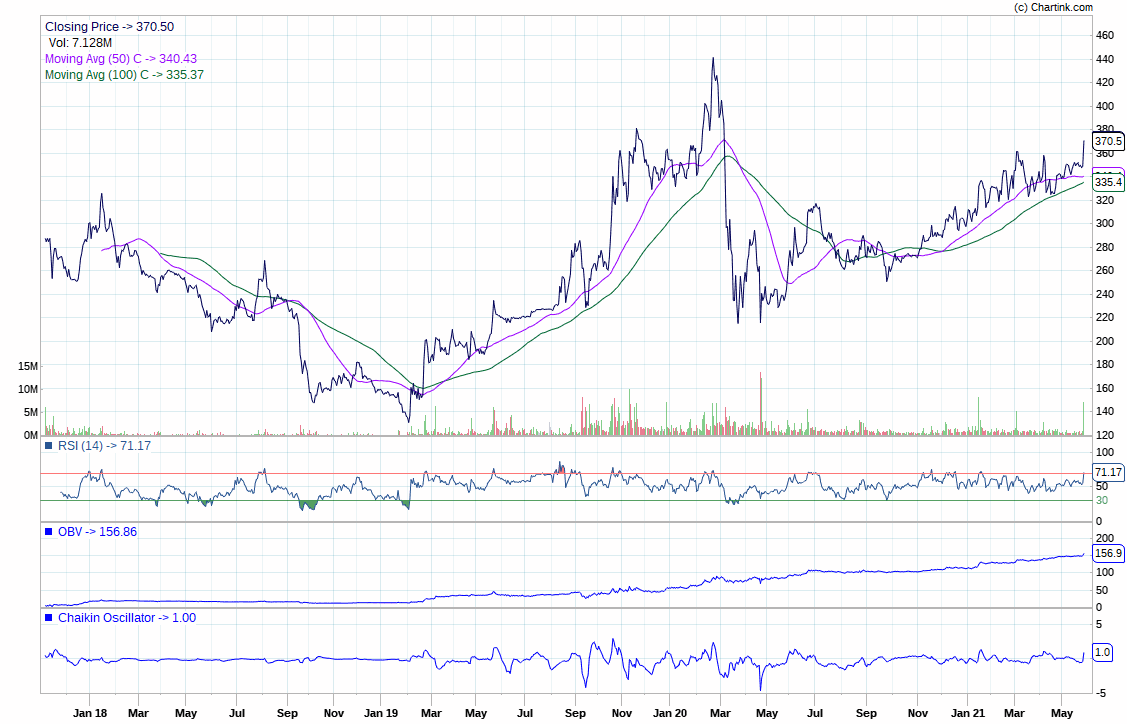 (c) Chartink.com
Closing Price -> 370.50
Vol: 7.128M
Moving Avg (50) C -> 340.43
Moving Avg (100) C -> 335.37
460
440
420
400
380
370.5
360
335.4
320
300
280
260
240
220
200
180
160
140
120
15M
10M
5M
0M
RSI (14) -> 71.17
100
71.17
50
30
0
OBV -> 156.86
200
156.9
100
50
0
Chaikin Oscillator -> 1.00
5
1.0
-5
Jan 18 Mar May Jul Sep Nov Jan 19 Mar May Jul Sep Nov Jan 20 Mar May Jul Sep Nov Jan 21 Mar May